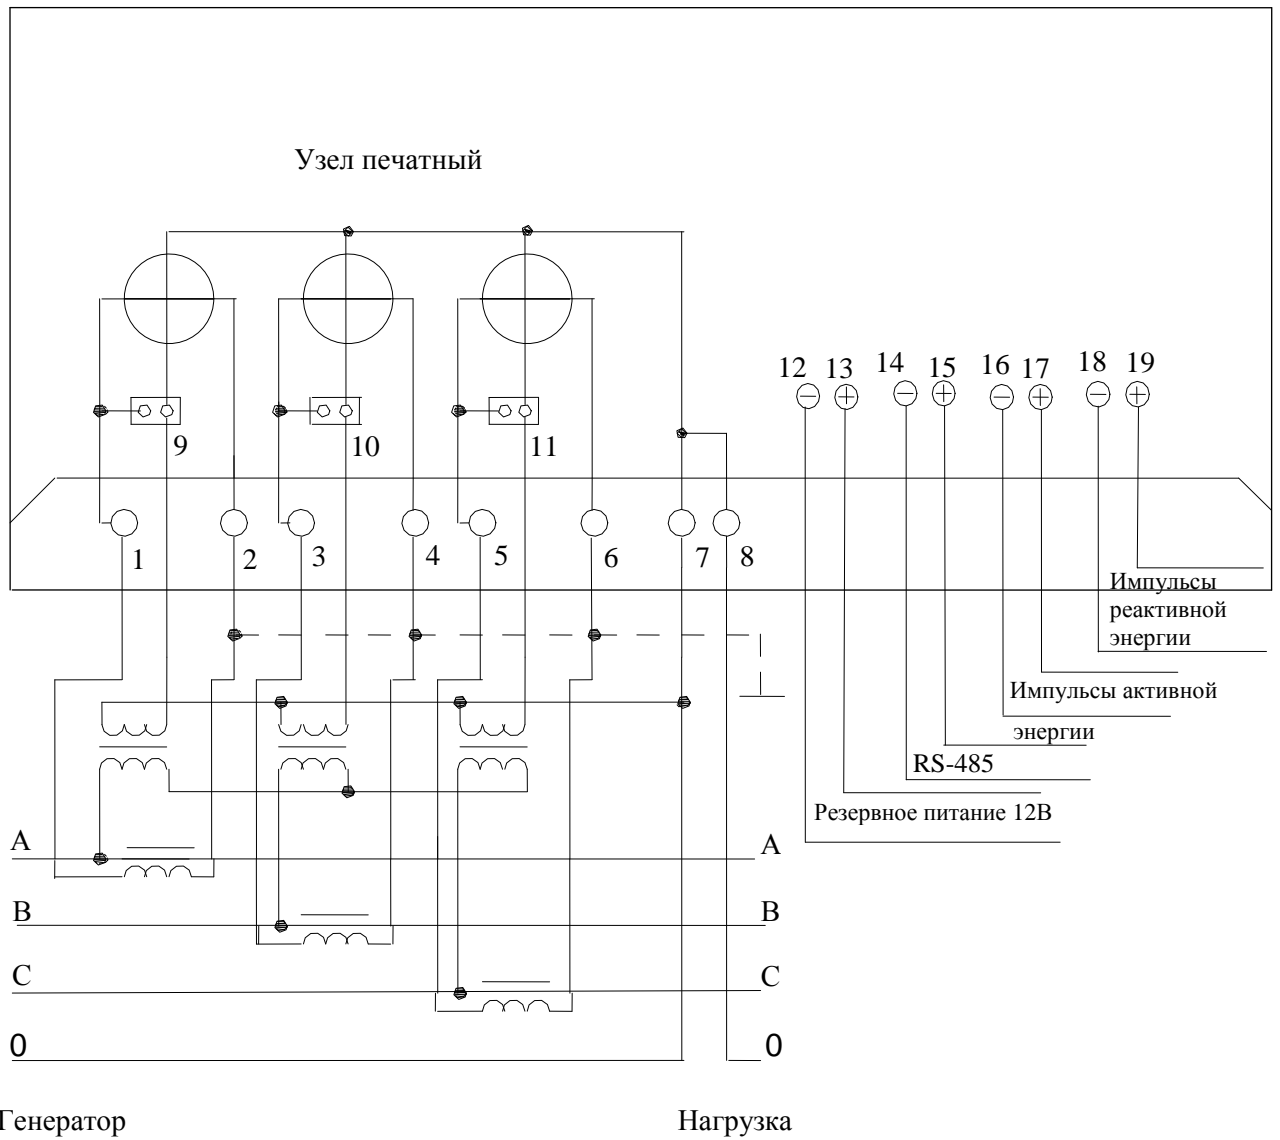 Узел печатный
12 13 14 15 16 17 18 19
9 10 11
1 2 3 4 5 6 7 8
Импульсы
реактивной
энергии
Импульсы активной
энергии
RS-485
Резервное питание 12В
А А
В В
С С
0 0
Генератор Нагрузка